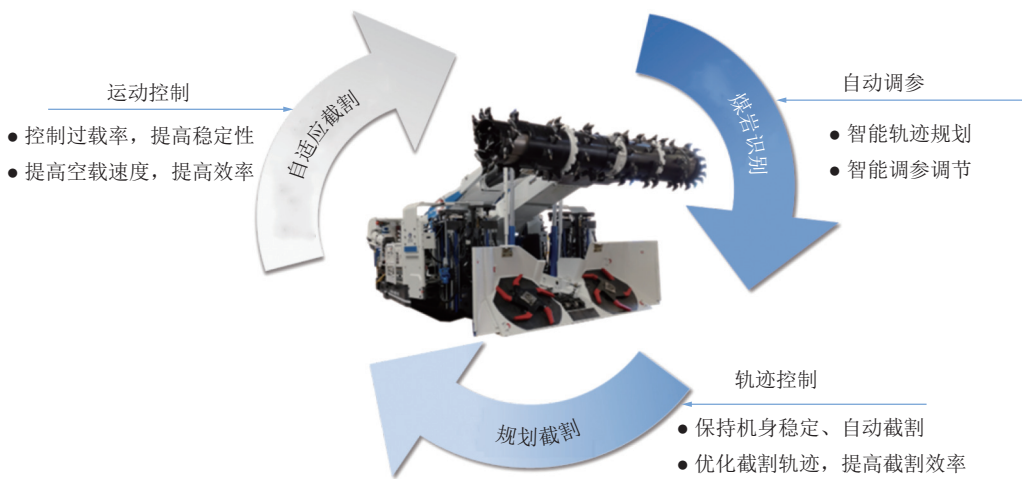 运动控制
● 控制过载率，提高稳定性
● 提高空载速度，提高效率
自适应截割
煤岩识别
自动调参
● 智能轨迹规划
● 智能调参调节
规划截割
轨迹控制
● 保持机身稳定、自动截割
● 优化截割轨迹，提高截割效率